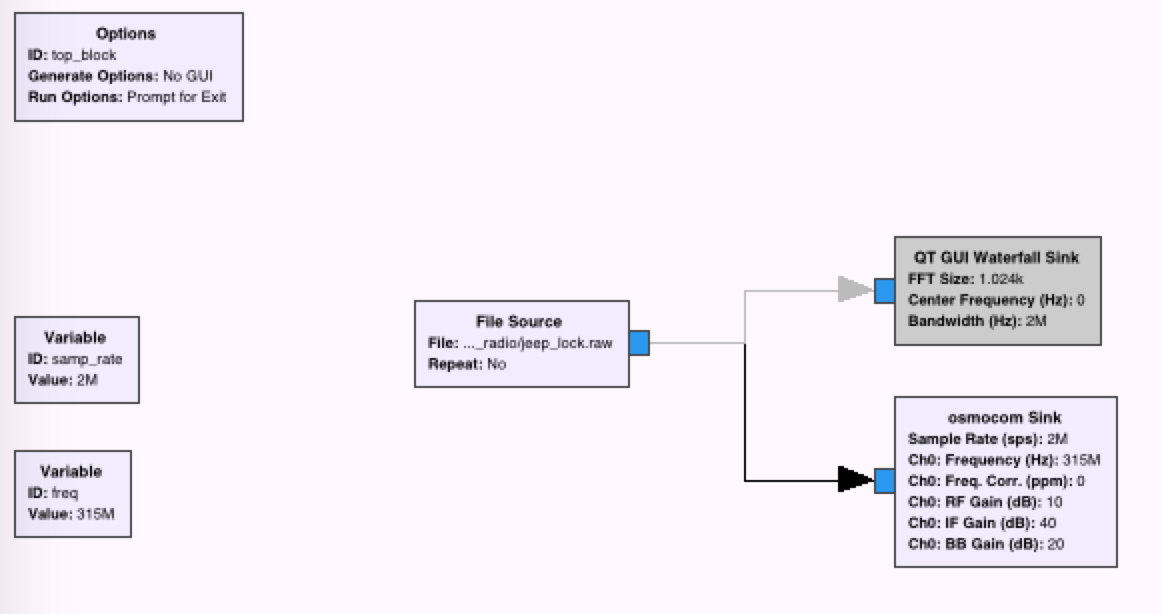 Options
ID: top_block
Generate Options: No GUI
Run Options: Prompt for Exit
QT GUI Waterfall Sink
FFT Size: 1.024k
Center Frequency (Hz): 0
Bandwidth (Hz): 2M
File Source
File: ..._radio/jeep_lock.raw
Repeat: No
Variable
ID: samp_rate
Value: 2M
osmocom Sink
Sample Rate (sps): 2M
Ch0: Frequency (Hz): 315M
Ch0: Freq. Corr. (ppm): 0
Ch0: RF Gain (dB): 10
Ch0: IF Gain (dB): 40
Ch0: BB Gain (dB): 20
Variable
ID: freq
Value: 315M